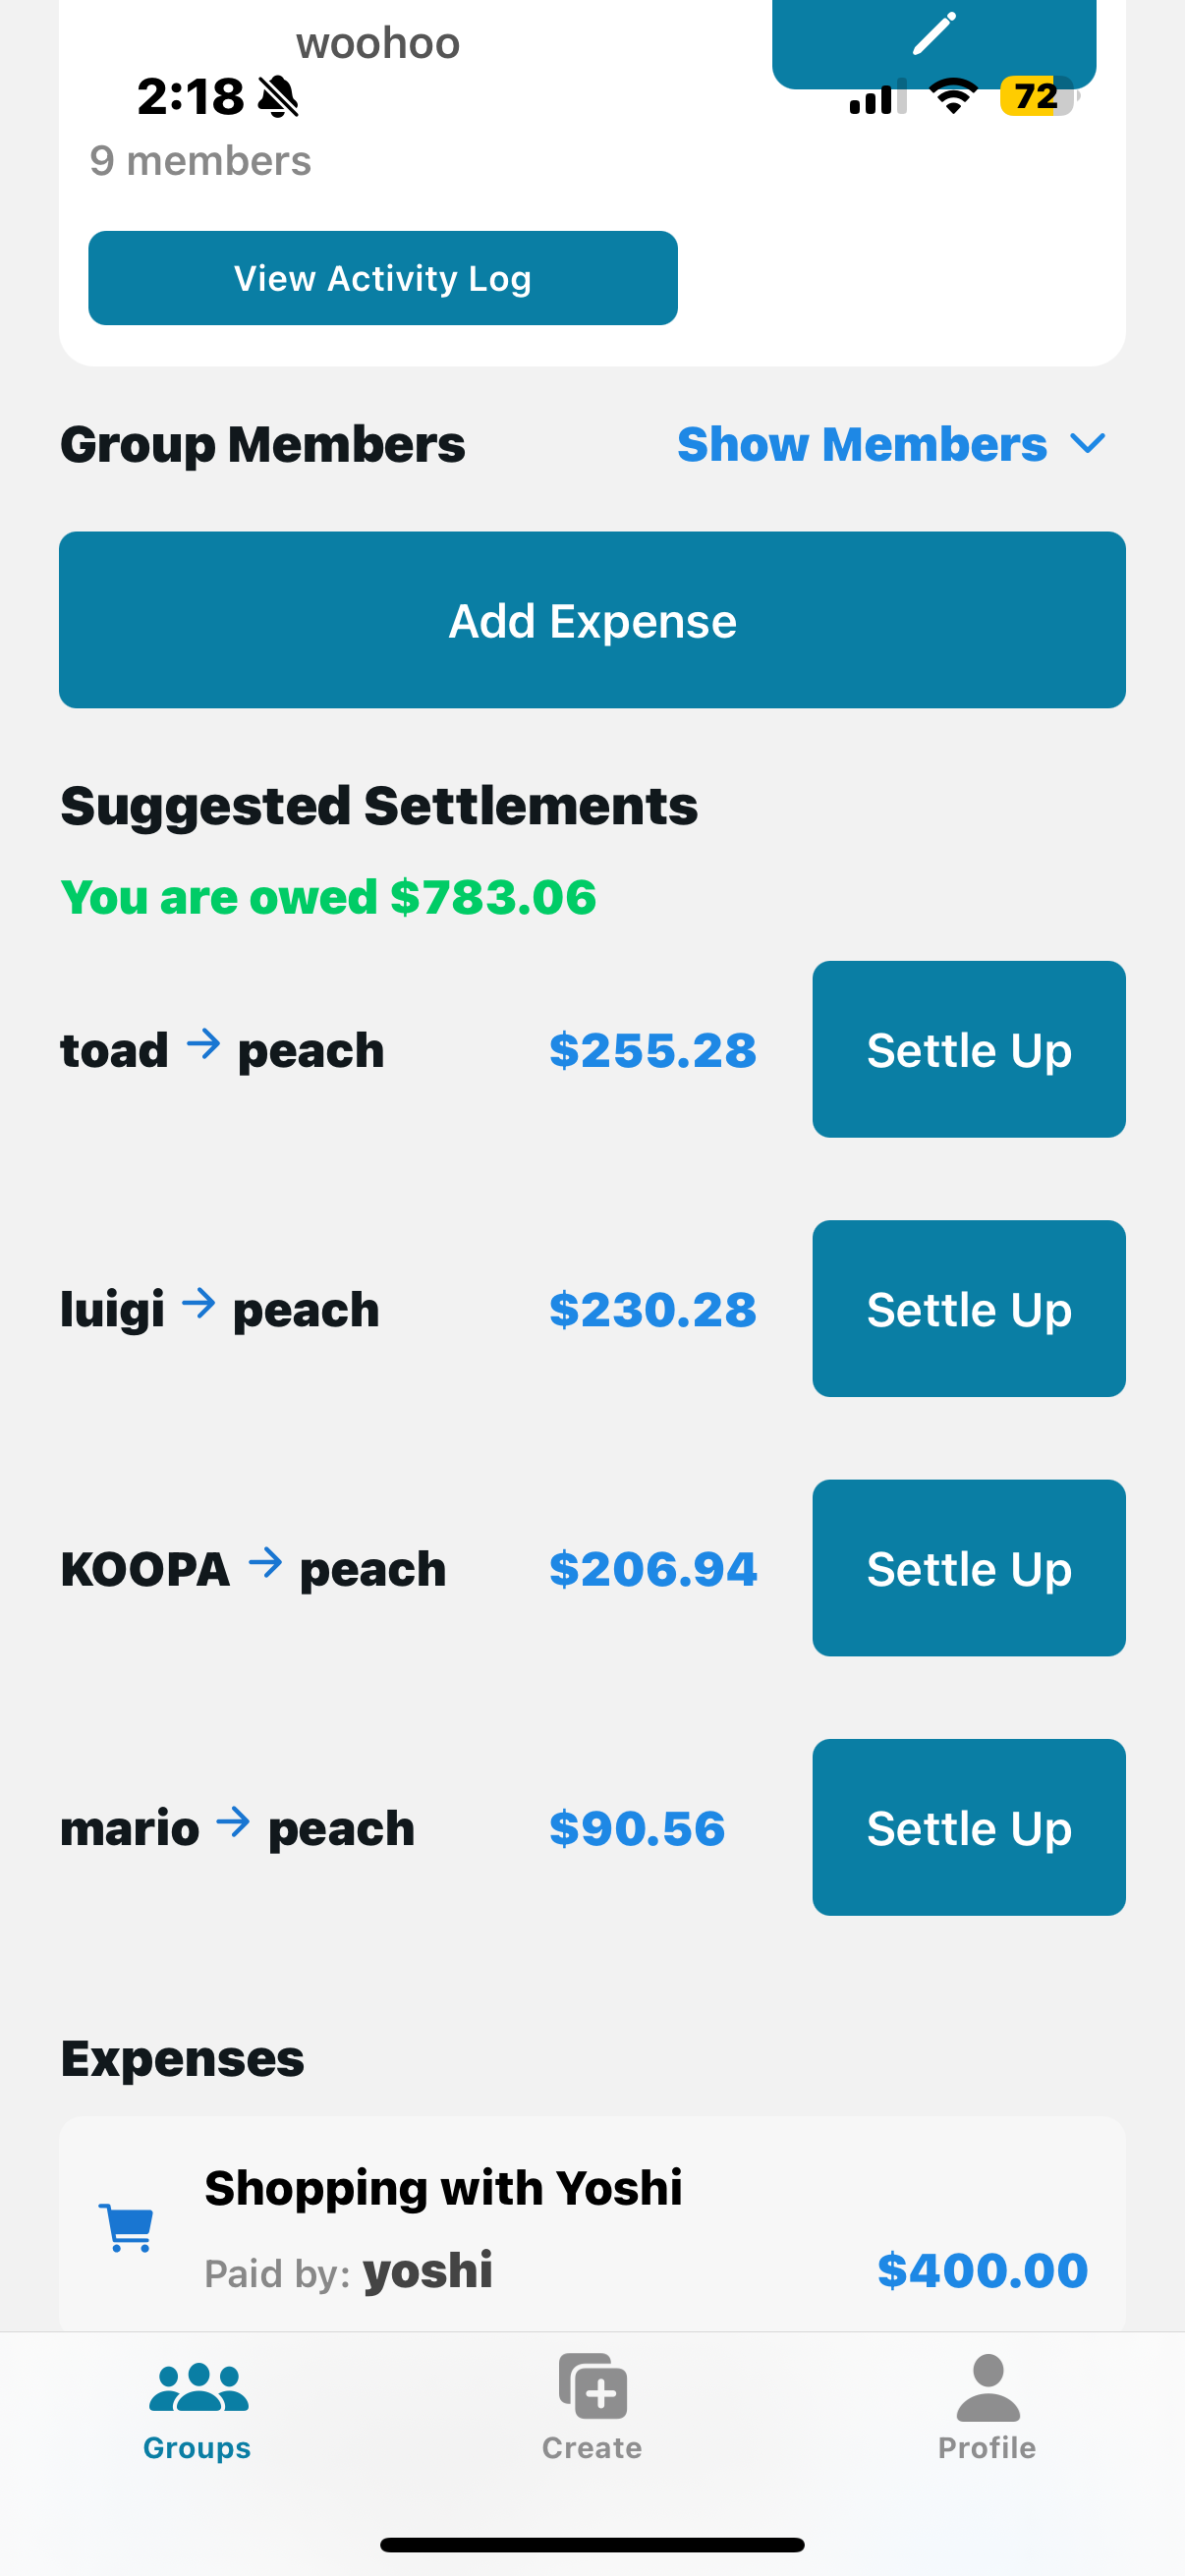 woohoo
2:18
72
9 members
View Activity Log
Group Members
Show Members
Add Expense
Suggested Settlements
You are owed $783.06
toad → peach $255.28 Settle Up
luigi → peach $230.28 Settle Up
KOOPA → peach $206.94 Settle Up
mario → peach $90.56 Settle Up
Expenses
Shopping with Yoshi
Paid by: yoshi $400.00
Groups Create Profile